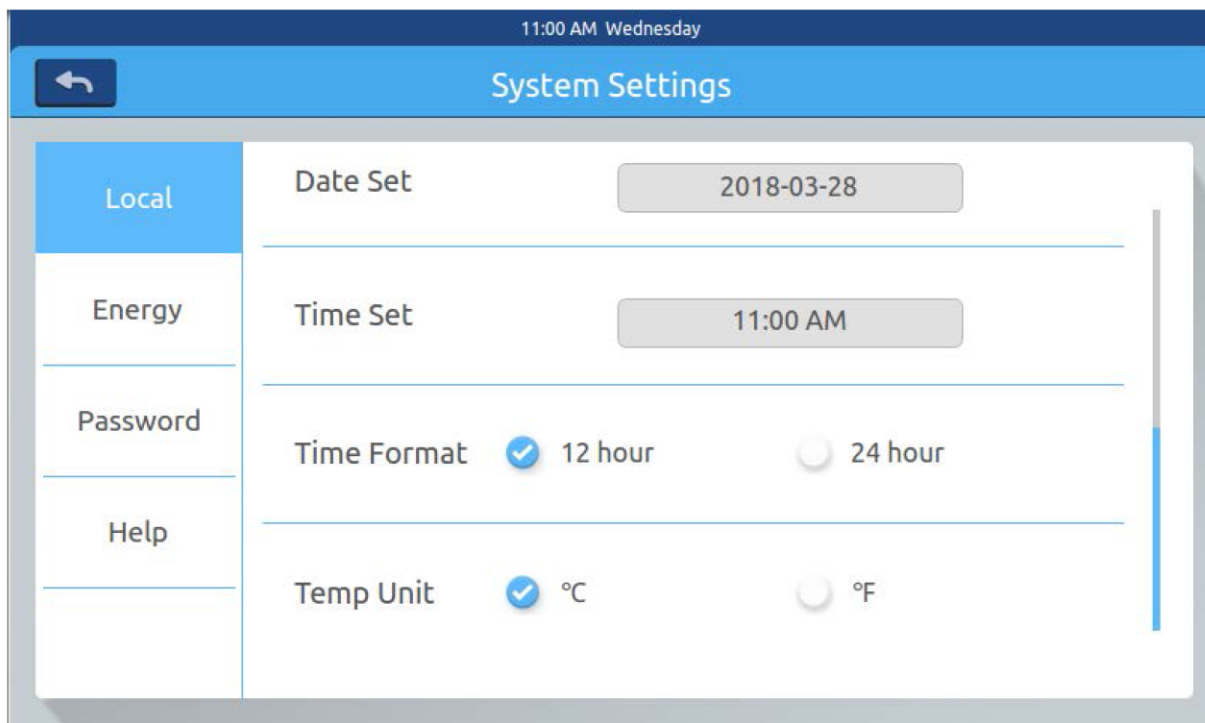 11:00 AM Wednesday
System Settings
Local
Energy
Password
Help
Date Set 2018-03-28
Time Set 11:00 AM
Time Format 12 hour 24 hour
Temp Unit °C °F